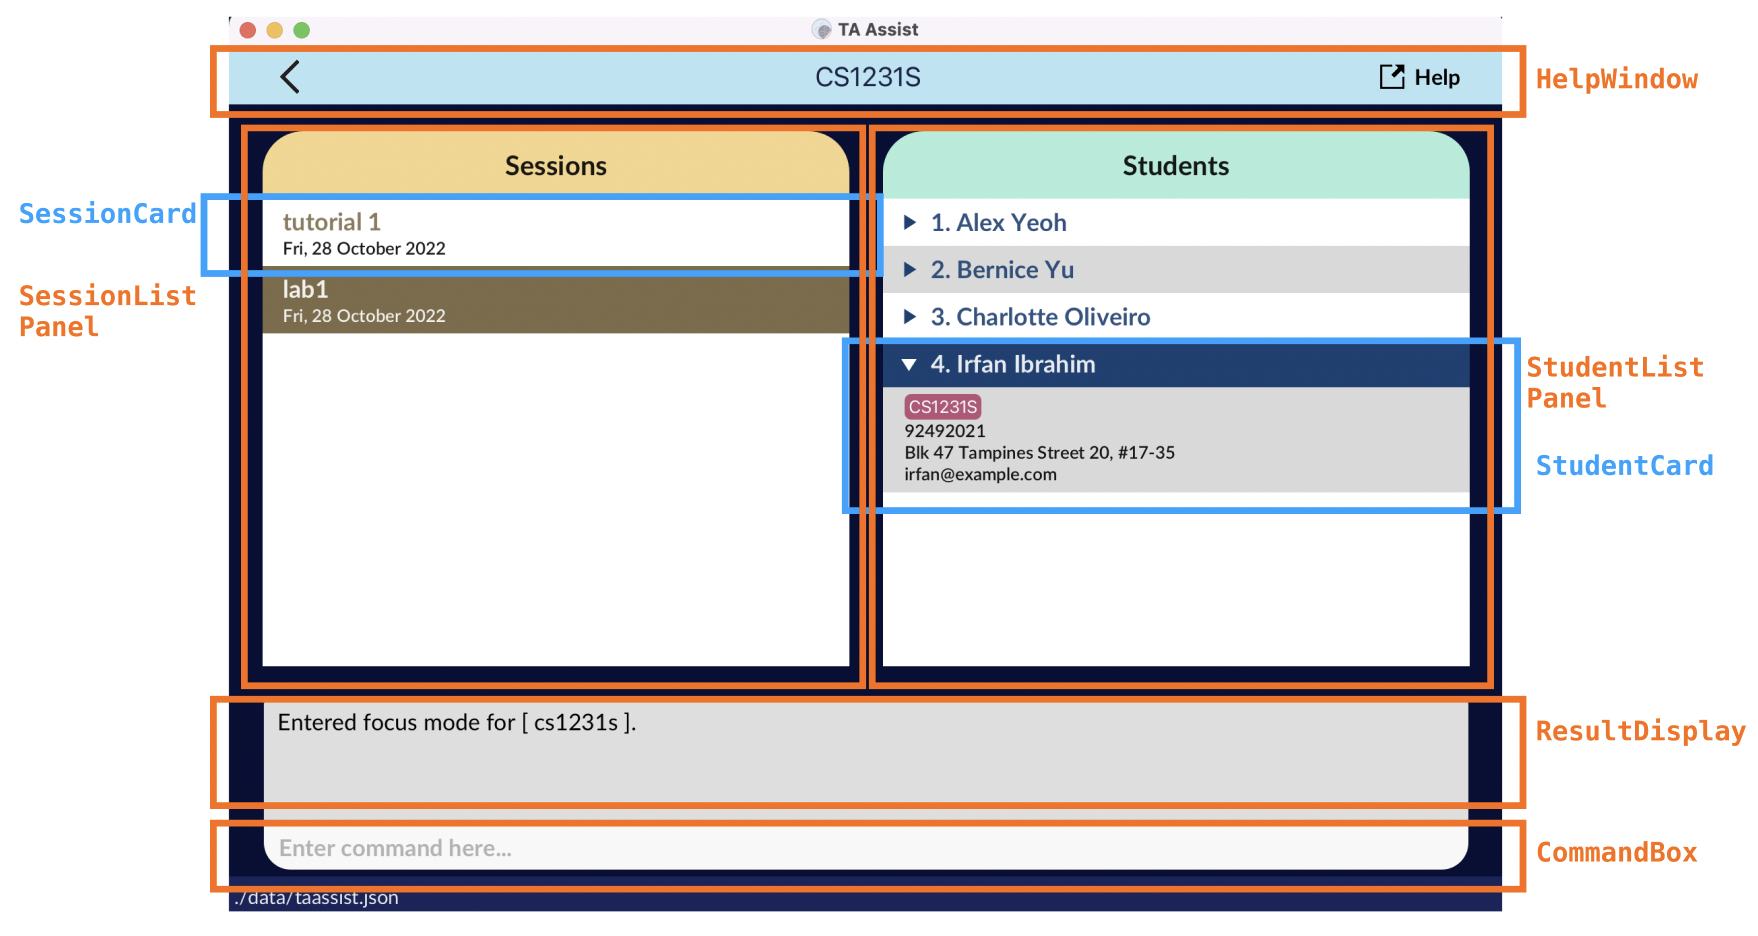 TA Assist
CS1231S
Help
HelpWindow
Sessions
Students
SessionCard
tutorial 1
Fri, 28 October 2022
SessionList
Panel
lab1
Fri, 28 October 2022
1. Alex Yeoh
2. Bernice Yu
3. Charlotte Oliveiro
4. Irfan Ibrahim
CS1231S
92492021
Blk 47 Tampines Street 20, #17-35
irfan@example.com
StudentList
Panel
StudentCard
Entered focus mode for [ cs1231s ].
ResultDisplay
Enter command here...
CommandBox
./data/taassist.json